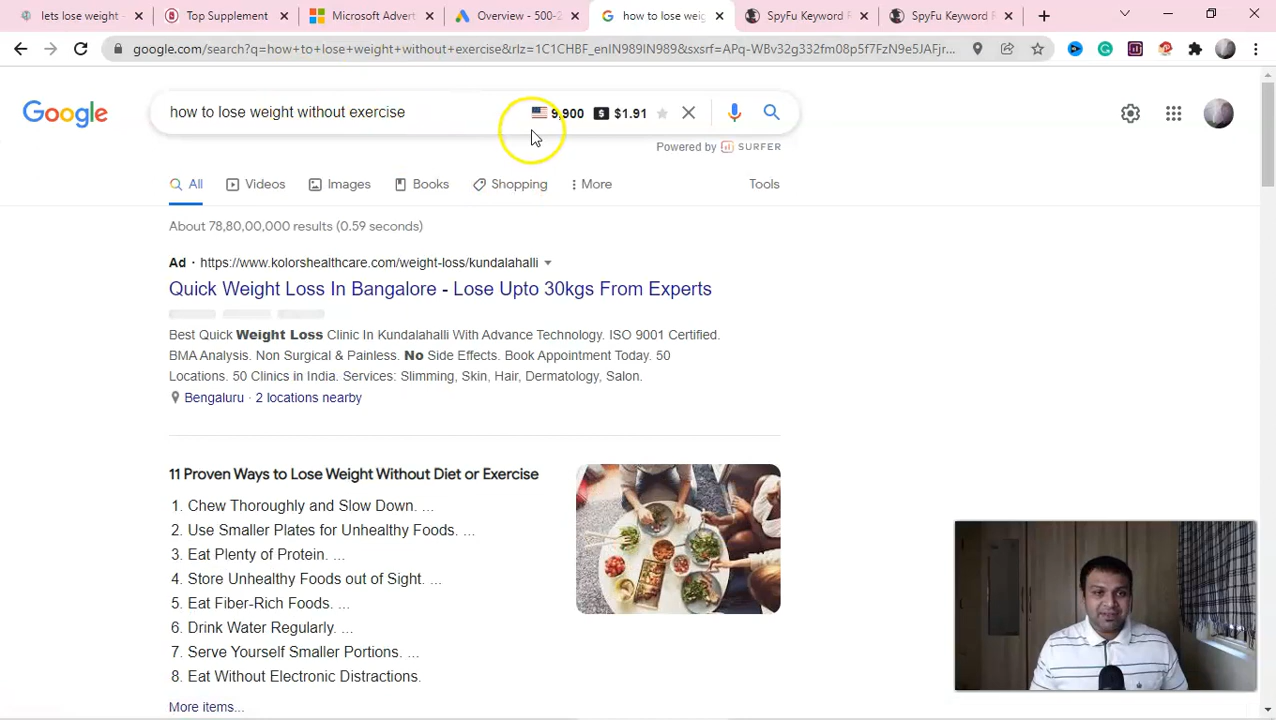 lets lose weight -
Top Supplement
Microsoft Advert
Overview - 500-2
how to lose weig
SpyFu Keyword R
SpyFu Keyword R
google.com/search?q=how+to+lose+weight+without+exercise&rlz=1C1CHBF_enIN989IN989&sxsrf=APq-WBv32g332fm08p5f7FzN9e5JAFjr...
Google
how to lose weight without exercise
9,900 $ $1.91
Powered by SURFER
All Videos Images Books Shopping More Tools
About 78,80,00,000 results (0.59 seconds)
Ad · https://www.kolorshealthcare.com/weight-loss/kundalahalli
Quick Weight Loss In Bangalore - Lose Upto 30kgs From Experts
Best Quick Weight Loss Clinic In Kundalahalli With Advance Technology. ISO 9001 Certified.
BMA Analysis. Non Surgical & Painless. No Side Effects. Book Appointment Today. 50
Locations. 50 Clinics in India. Services: Slimming, Skin, Hair, Dermatology, Salon.
Bengaluru · 2 locations nearby
11 Proven Ways to Lose Weight Without Diet or Exercise
1. Chew Thoroughly and Slow Down. ...
2. Use Smaller Plates for Unhealthy Foods. ...
3. Eat Plenty of Protein. ...
4. Store Unhealthy Foods out of Sight. ...
5. Eat Fiber-Rich Foods. ...
6. Drink Water Regularly. ...
7. Serve Yourself Smaller Portions. ...
8. Eat Without Electronic Distractions.
More items...